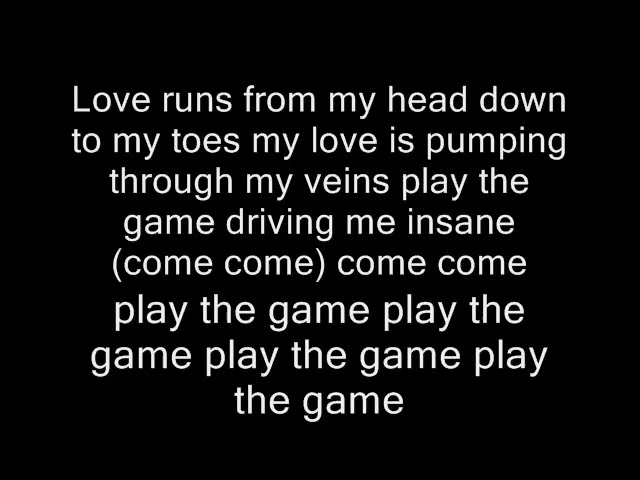 Love runs from my head down
to my toes my love is pumping
through my veins play the
game driving me insane
(come come) come come
play the game play the
game play the game play
the game